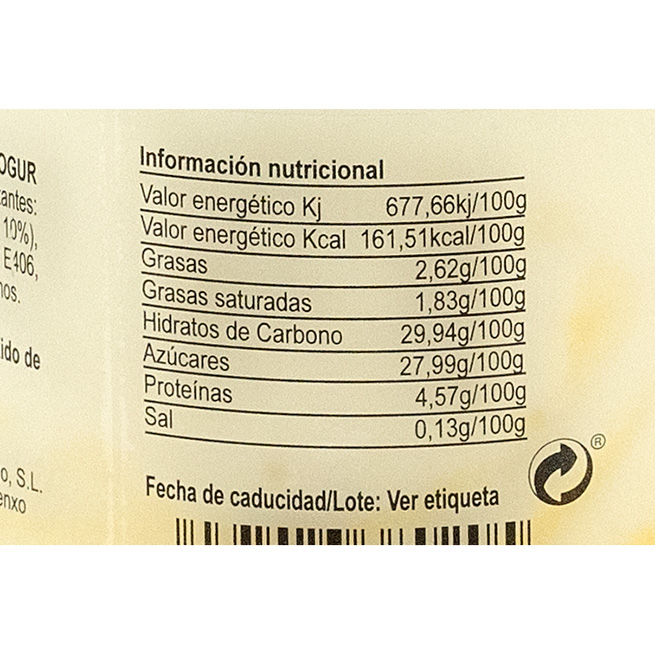 OGUR
antes:
10%),
E406,
nos.
ido de
o, S.L.
enxo
Información nutricional
Valor energético Kj 677,66kj/100g
Valor energético Kcal 161,51kcal/100g
Grasas 2,62g/100g
Grasas saturadas 1,83g/100g
Hidratos de Carbono 29,94g/100g
Azúcares 27,99g/100g
Proteínas 4,57g/100g
Sal 0,13g/100g
Fecha de caducidad/Lote: Ver etiqueta
®